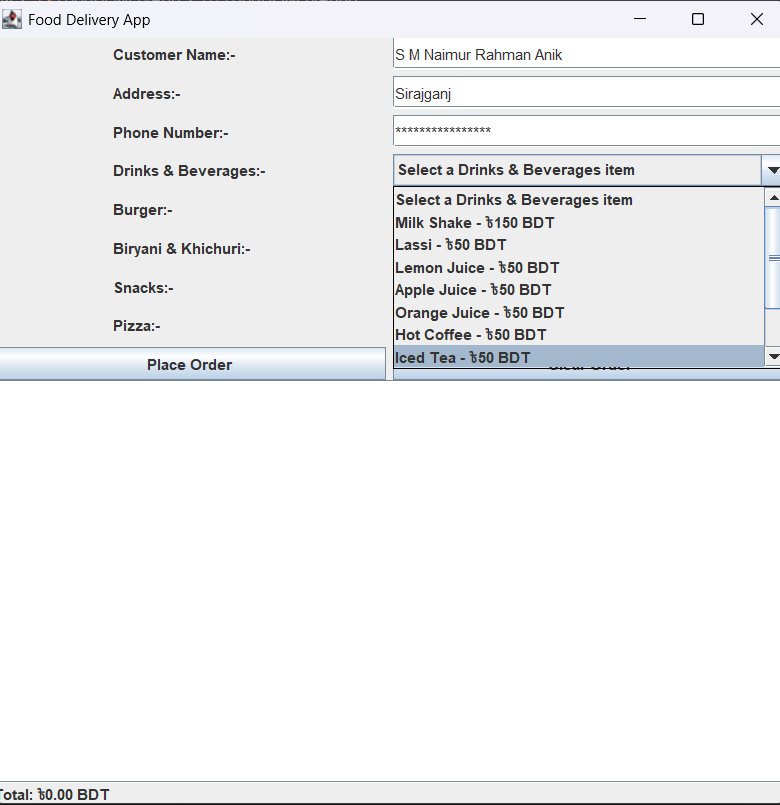 Food Delivery App
Customer Name:-
S M Naimur Rahman Anik
Address:-
Sirajganj
Phone Number:-
****************
Drinks & Beverages:-
Select a Drinks & Beverages item
Select a Drinks & Beverages item
Burger:-
Milk Shake - ৳150 BDT
Lassi - ৳50 BDT
Biryani & Khichuri:-
Lemon Juice - ৳50 BDT
Apple Juice - ৳50 BDT
Snacks:-
Orange Juice - ৳50 BDT
Pizza:-
Hot Coffee - ৳50 BDT
Iced Tea - ৳50 BDT
Place Order
Clear Order
Total: ৳0.00 BDT